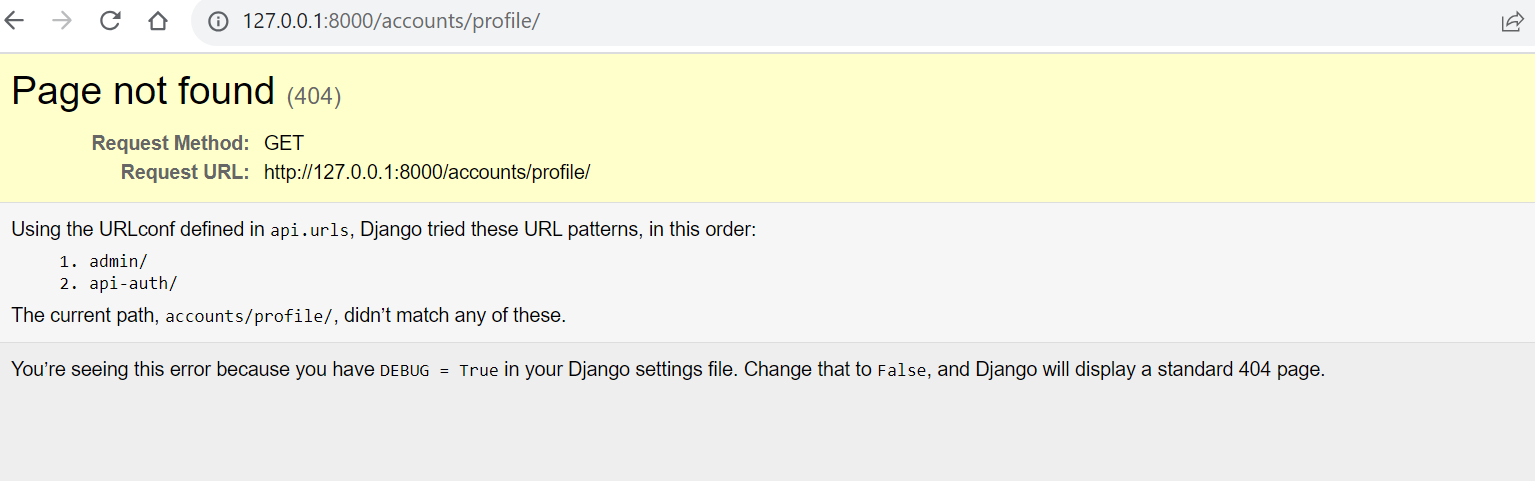 127.0.0.1:8000/accounts/profile/
Page not found (404)
Request Method: GET
Request URL: http://127.0.0.1:8000/accounts/profile/
Using the URLconf defined in api.urls, Django tried these URL patterns, in this order:
1. admin/
2. api-auth/
The current path, accounts/profile/, didn’t match any of these.
You’re seeing this error because you have DEBUG = True in your Django settings file. Change that to False, and Django will display a standard 404 page.